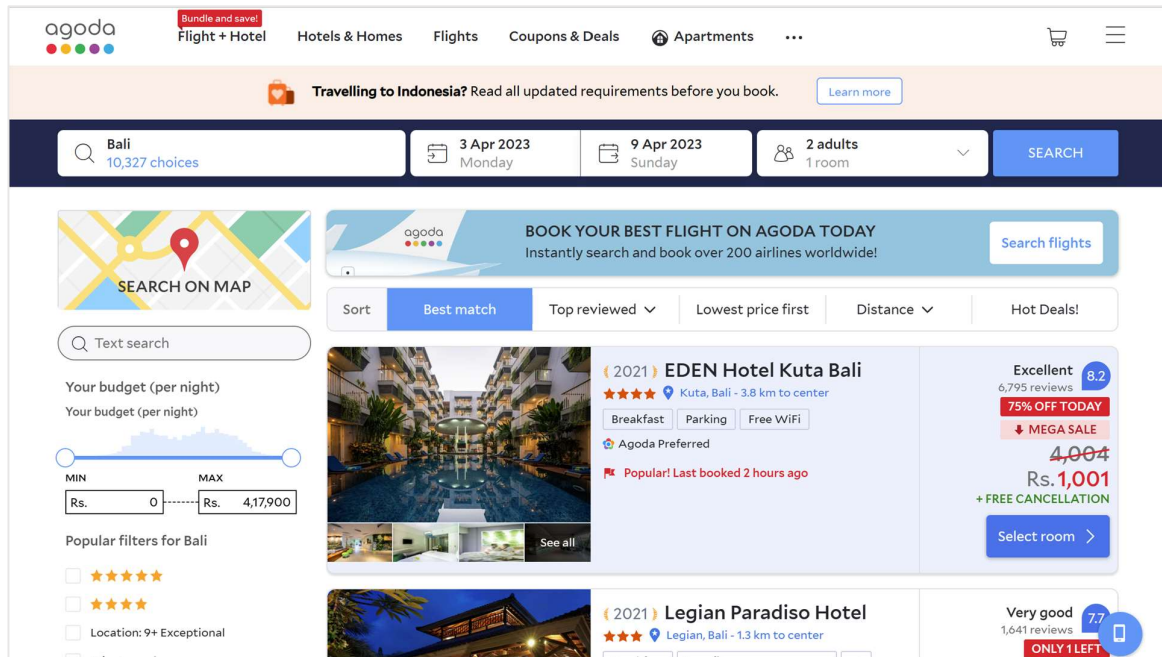 Bundle and save!
agoda
Flight + Hotel
Hotels & Homes
Flights
Coupons & Deals
Apartments
...
Travelling to Indonesia? Read all updated requirements before you book.
Learn more
Bali
10,327 choices
3 Apr 2023
Monday
9 Apr 2023
Sunday
2 adults
1 room
SEARCH
SEARCH ON MAP
agoda
BOOK YOUR BEST FLIGHT ON AGODA TODAY
Instantly search and book over 200 airlines worldwide!
Search flights
Sort
Best match
Top reviewed
Lowest price first
Distance
Hot Deals!
Text search
Your budget (per night)
Your budget (per night)
MIN
MAX
Rs. 0
Rs. 4,17,900
Popular filters for Bali
Location: 9+ Exceptional
2021 EDEN Hotel Kuta Bali
Kuta, Bali - 3.8 km to center
Breakfast
Parking
Free WiFi
Agoda Preferred
Popular! Last booked 2 hours ago
See all
Excellent
6,795 reviews
8.2
75% OFF TODAY
MEGA SALE
4,004
Rs.1,001
+ FREE CANCELLATION
Select room
2021 Legian Paradiso Hotel
Legian, Bali - 1.3 km to center
Very good
1,641 reviews
7.7
ONLY 1 LEFT